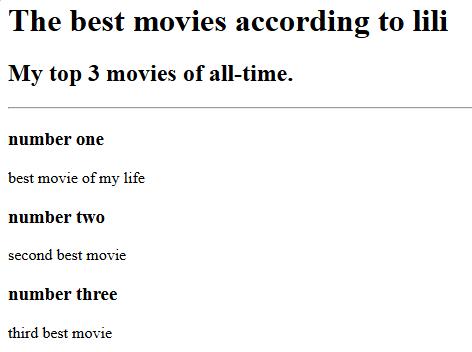 The best movies according to lili
My top 3 movies of all-time.
number one
best movie of my life
number two
second best movie
number three
third best movie